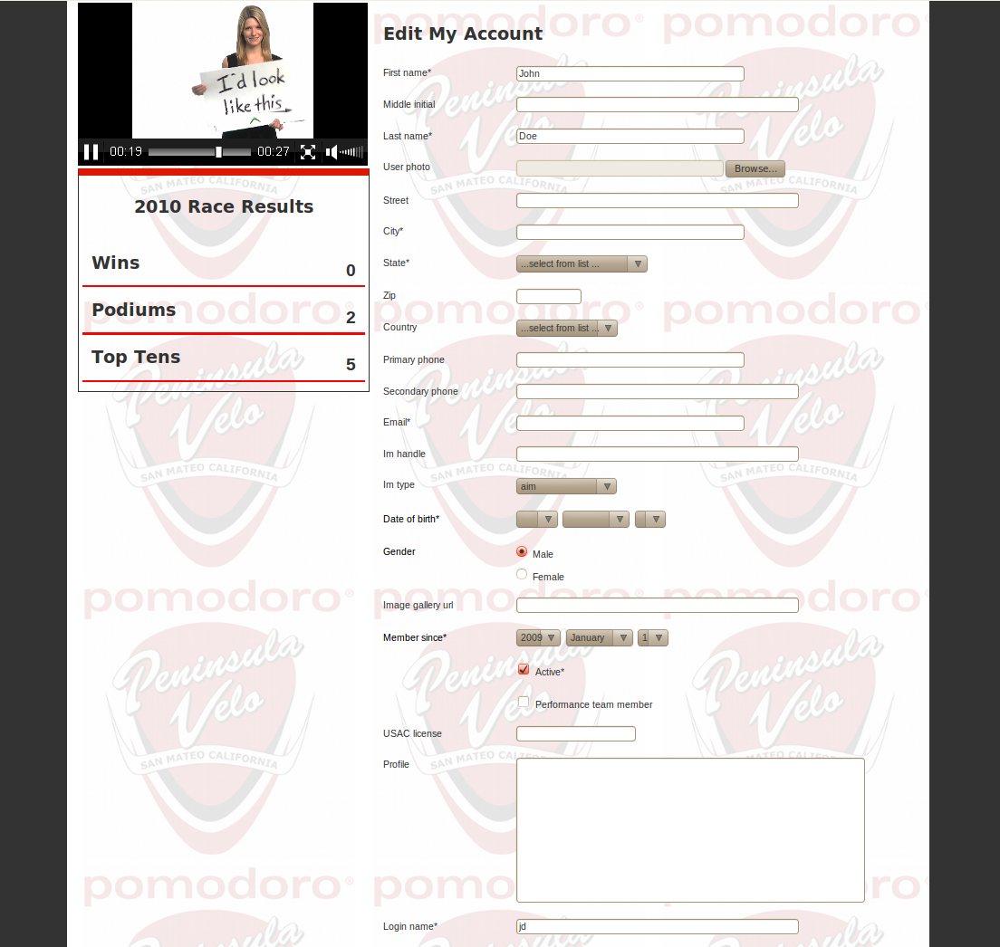 I'd look
like this
00:19
00:27
2010 Race Results
Wins
0
Podiums
2
Top Tens
5
Edit My Account
First name*
John
Middle initial
Last name*
Doe
User photo
Browse...
Street
City*
State*
...select from list ...
Zip
Country
...select from list ...
Primary phone
Secondary phone
Email*
Im handle
Im type
aim
Date of birth*
Gender
Male
Female
Image gallery url
Member since*
2009 January 1
Active*
Performance team member
USAC license
Profile
Login name*
jd
pomodoro®
Peninsula
Velo
SAN MATEO CALIFORNIA